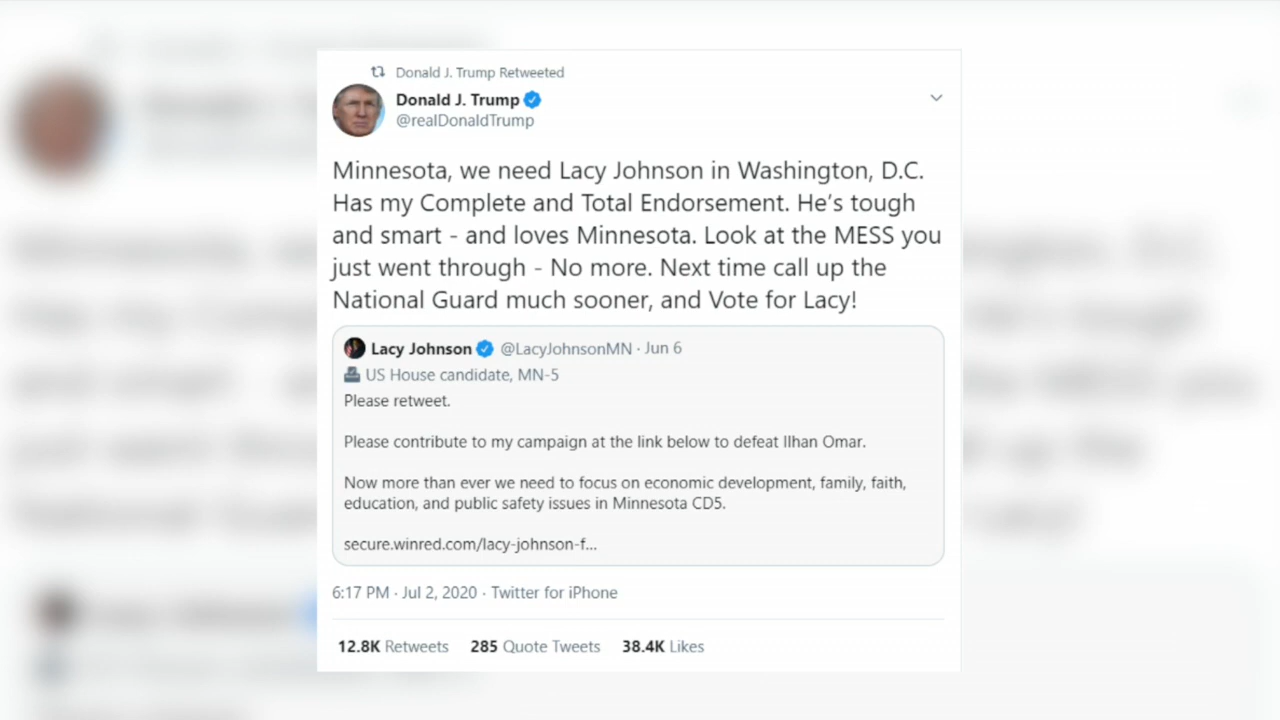 Donald J. Trump Retweeted
Donald J. Trump
@realDonaldTrump
Minnesota, we need Lacy Johnson in Washington, D.C.
Has my Complete and Total Endorsement. He’s tough
and smart - and loves Minnesota. Look at the MESS you
just went through - No more. Next time call up the
National Guard much sooner, and Vote for Lacy!
Lacy Johnson @LacyJohnsonMN · Jun 6
US House candidate, MN-5
Please retweet.
Please contribute to my campaign at the link below to defeat Ilhan Omar.
Now more than ever we need to focus on economic development, family, faith,
education, and public safety issues in Minnesota CD5.
secure.winred.com/lacy-johnson-f...
6:17 PM · Jul 2, 2020 · Twitter for iPhone
12.8K Retweets 285 Quote Tweets 38.4K Likes